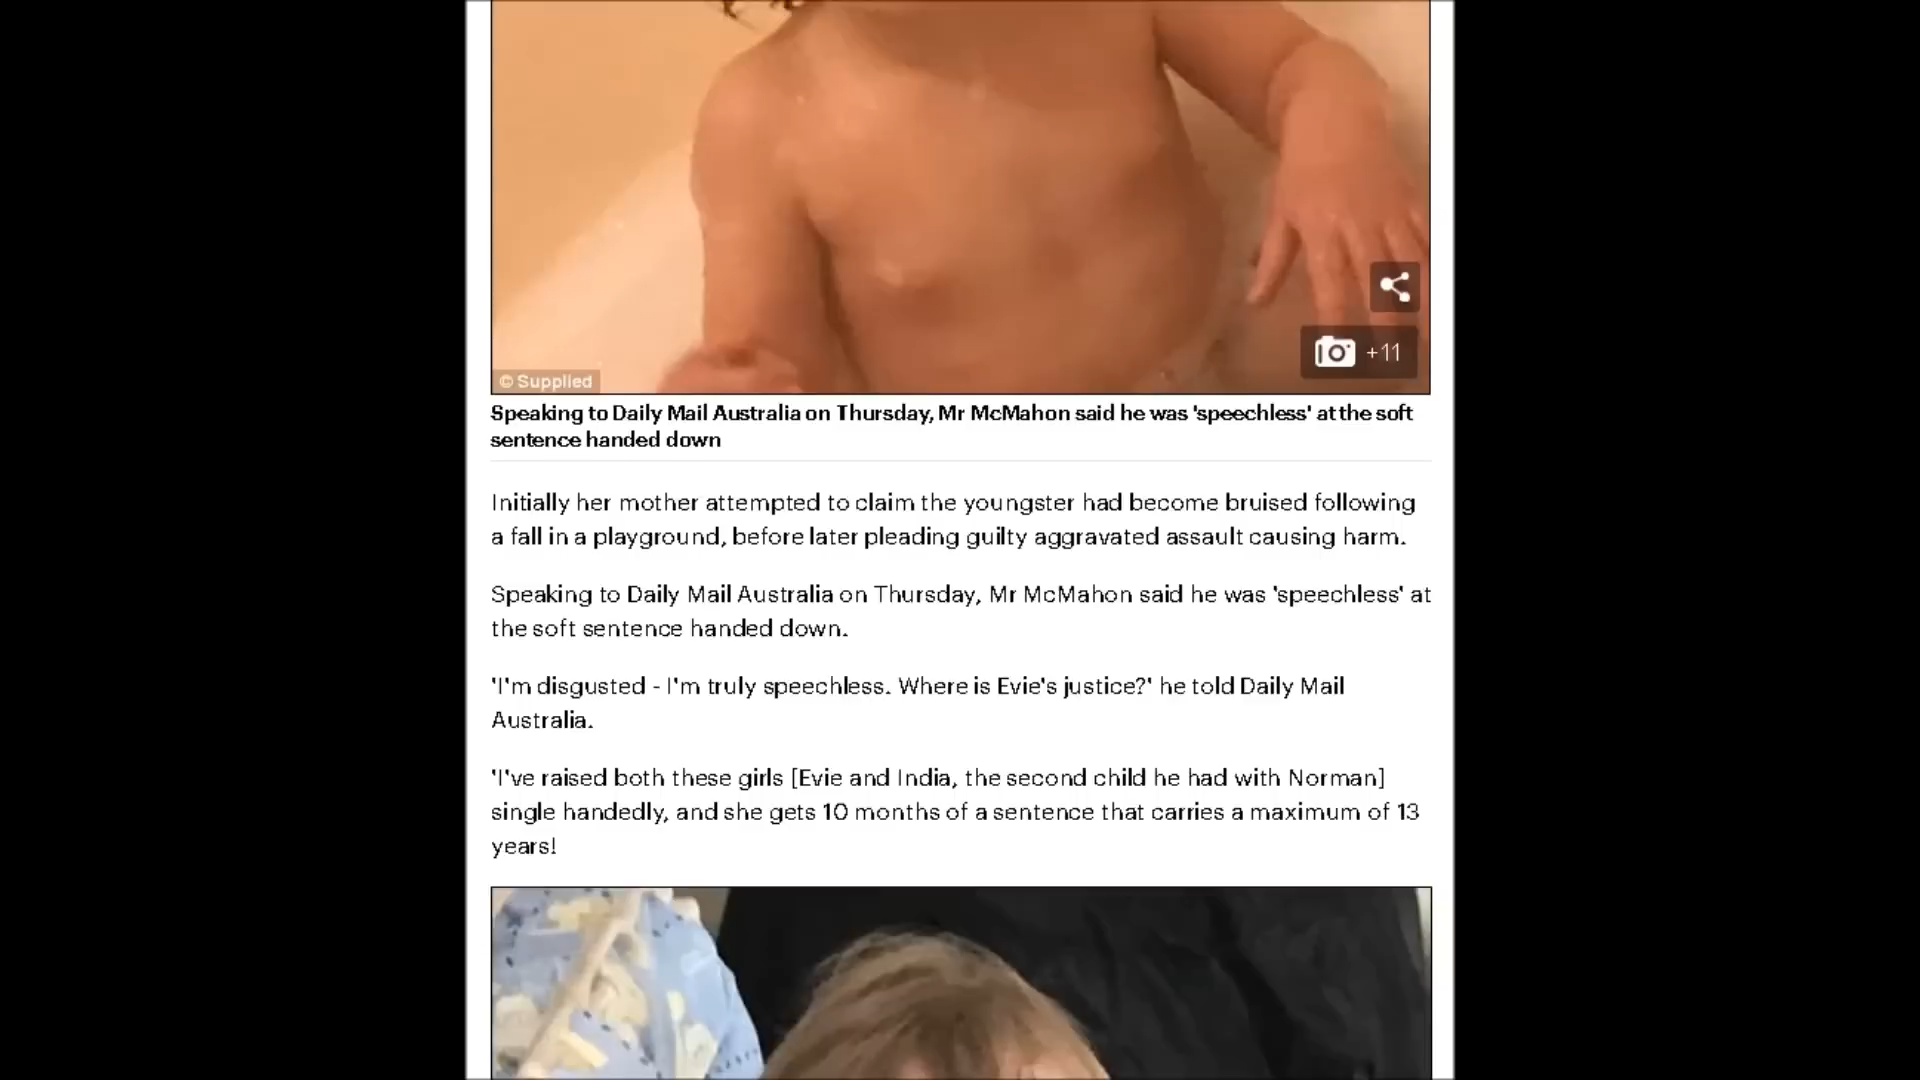 © Supplied
+11
Speaking to Daily Mail Australia on Thursday, Mr McMahon said he was 'speechless' at the soft
sentence handed down
Initially her mother attempted to claim the youngster had become bruised following
a fall in a playground, before later pleading guilty aggravated assault causing harm.
Speaking to Daily Mail Australia on Thursday, Mr McMahon said he was 'speechless' at
the soft sentence handed down.
'I'm disgusted - I'm truly speechless. Where is Evie's justice?' he told Daily Mail
Australia.
'I've raised both these girls [Evie and India, the second child he had with Norman]
single handedly, and she gets 10 months of a sentence that carries a maximum of 13
years!